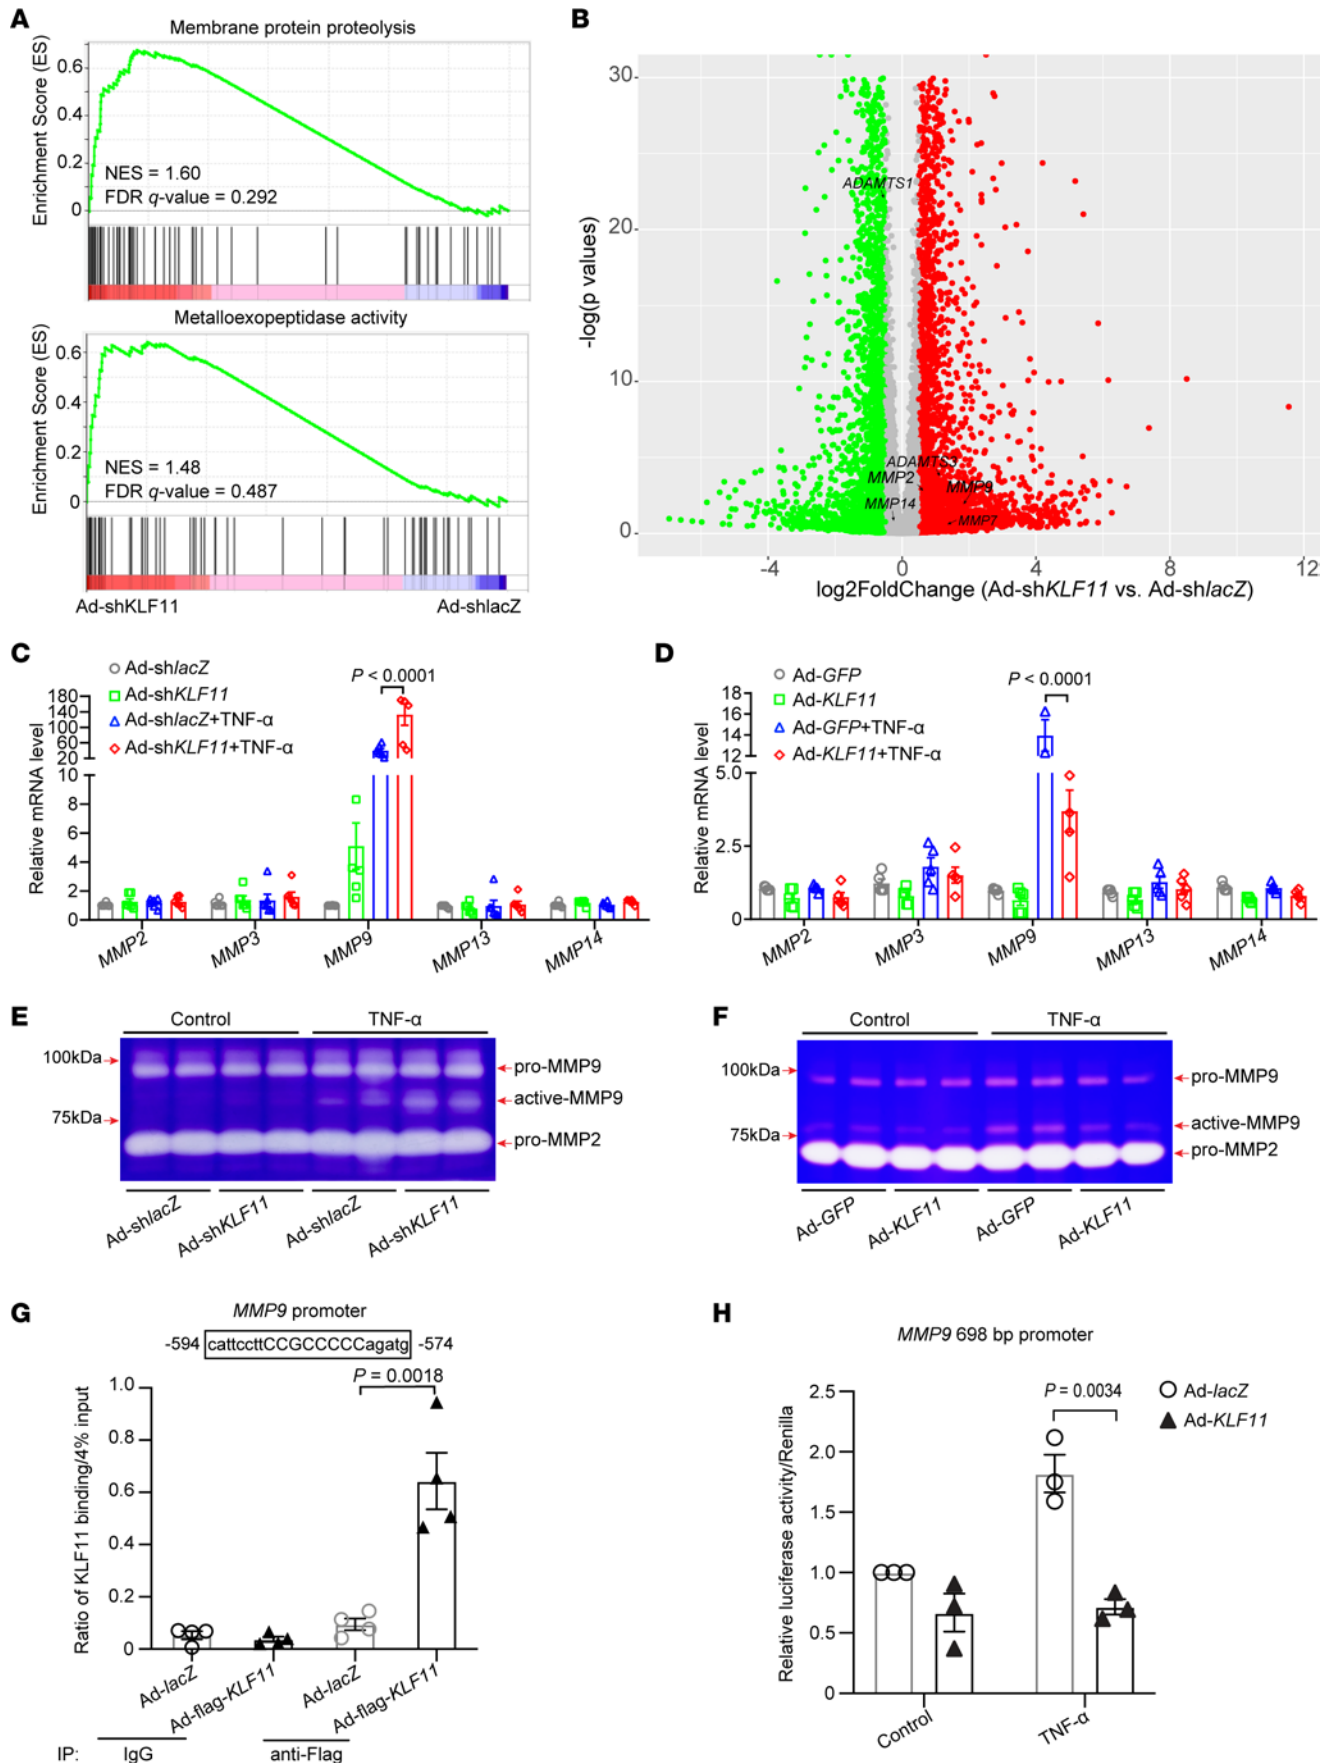 A
Membrane protein proteolysis
Enrichment Score (ES)
0.6
0.4
0.2
0
NES = 1.60
FDR q-value = 0.292
Metalloexopeptidase activity
Enrichment Score (ES)
0.6
0.4
0.2
0
NES = 1.48
FDR q-value = 0.487
Ad-shKLF11
Ad-shlacZ
B
30
20
10
0
-log(p values)
ADAMTS1
ADAMTS3
MMP2
MMP9
MMP14
MMP7
-4
0
4
8
12
log2FoldChange (Ad-shKLF11 vs. Ad-shlacZ)
C
Ad-shlacZ
Ad-shKLF11
Ad-shlacZ+TNF-α
Ad-shKLF11+TNF-α
P < 0.0001
Relative mRNA level
180
140
100
60
20
10
8
6
4
2
0
MMP2
MMP3
MMP9
MMP13
MMP14
D
Ad-GFP
Ad-KLF11
Ad-GFP+TNF-α
Ad-KLF11+TNF-α
P < 0.0001
Relative mRNA level
18
16
14
12
5.0
2.5
0
MMP2
MMP3
MMP9
MMP13
MMP14
E
Control
TNF-α
100kDa
75kDa
pro-MMP9
active-MMP9
pro-MMP2
Ad-shlacZ
Ad-shKLF11
Ad-shlacZ
Ad-shKLF11
F
Control
TNF-α
100kDa
75kDa
pro-MMP9
active-MMP9
pro-MMP2
Ad-GFP
Ad-KLF11
Ad-GFP
Ad-KLF11
G
MMP9 promoter
-594 cattccttCCGCCCCCagatg -574
P = 0.0018
Ratio of KLF11 binding/4% input
1.0
0.8
0.6
0.4
0.2
0
Ad-lacZ
Ad-flag-KLF11
Ad-lacZ
Ad-flag-KLF11
IP:
IgG
anti-Flag
H
MMP9 698 bp promoter
P = 0.0034
Ad-lacZ
Ad-KLF11
Relative luciferase activity/Renilla
2.5
2.0
1.5
1.0
0.5
0
Control
TNF-α